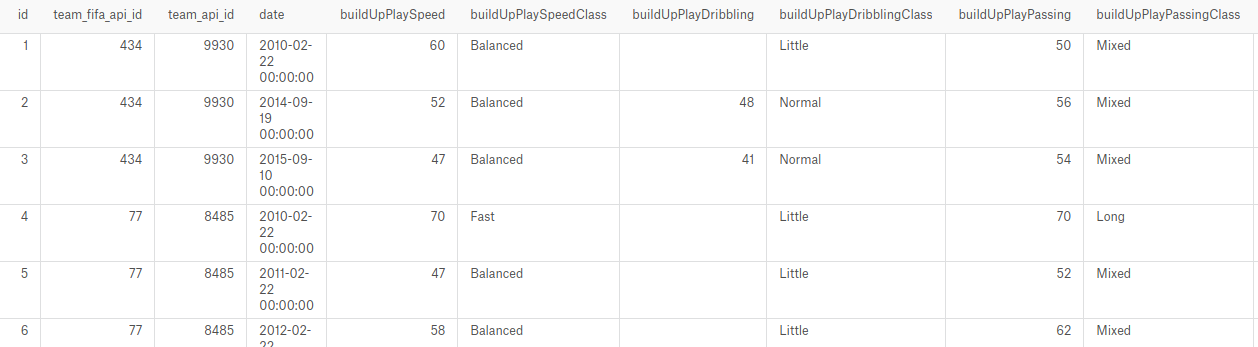 id team_fifa_api_id team_api_id date buildUpPlaySpeed buildUpPlaySpeedClass buildUpPlayDribbling buildUpPlayDribblingClass buildUpPlayPassing buildUpPlayPassingClass
1 434 9930 2010-02- 60 Balanced Little 50 Mixed
22
00:00:00
2 434 9930 2014-09- 52 Balanced 48 Normal 56 Mixed
19
00:00:00
3 434 9930 2015-09- 47 Balanced 41 Normal 54 Mixed
10
00:00:00
4 77 8485 2010-02- 70 Fast Little 70 Long
22
00:00:00
5 77 8485 2011-02- 47 Balanced Little 52 Mixed
22
00:00:00
6 77 8485 2012-02- 58 Balanced Little 62 Mixed
22